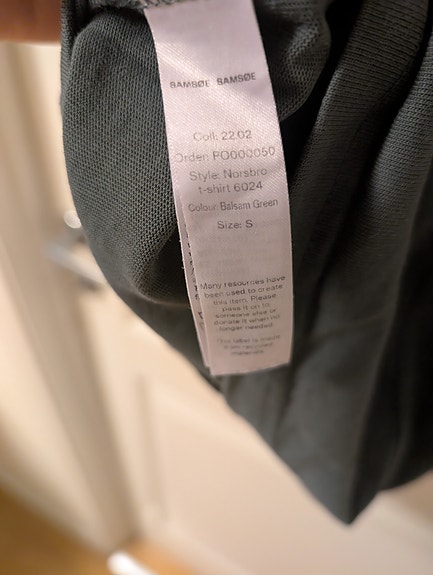 SAMSØE SAMSØE
Coll: 22.02
Order: PO000050
Style: Norsbro
t-shirt 6024
Colour: Balsam Green
Size: S
Many resources have
been used to create
this item. Please
pass it on to
someone else or
donate it when no
longer needed.
This label is made
from recycled
materials.